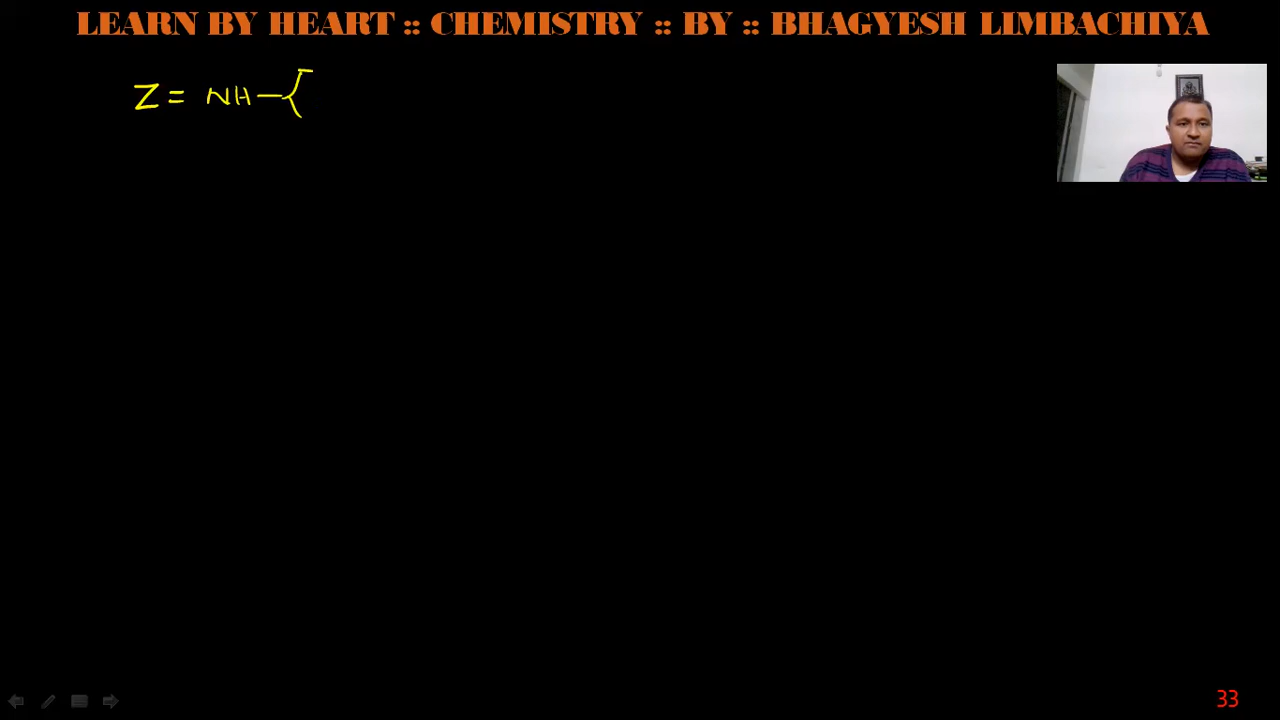 LEARN BY HEART :: CHEMISTRY :: BY :: BHAGYESH LIMBACHIYA
Z = NH—
33